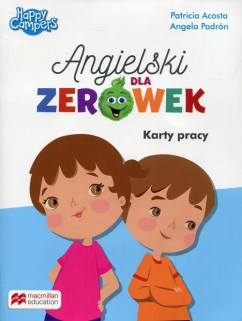 Happy
Campers
Patricia Acosta
Angela Padrón
Angielski
DLA
ZERÓWEK
Karty pracy
macmillan
education